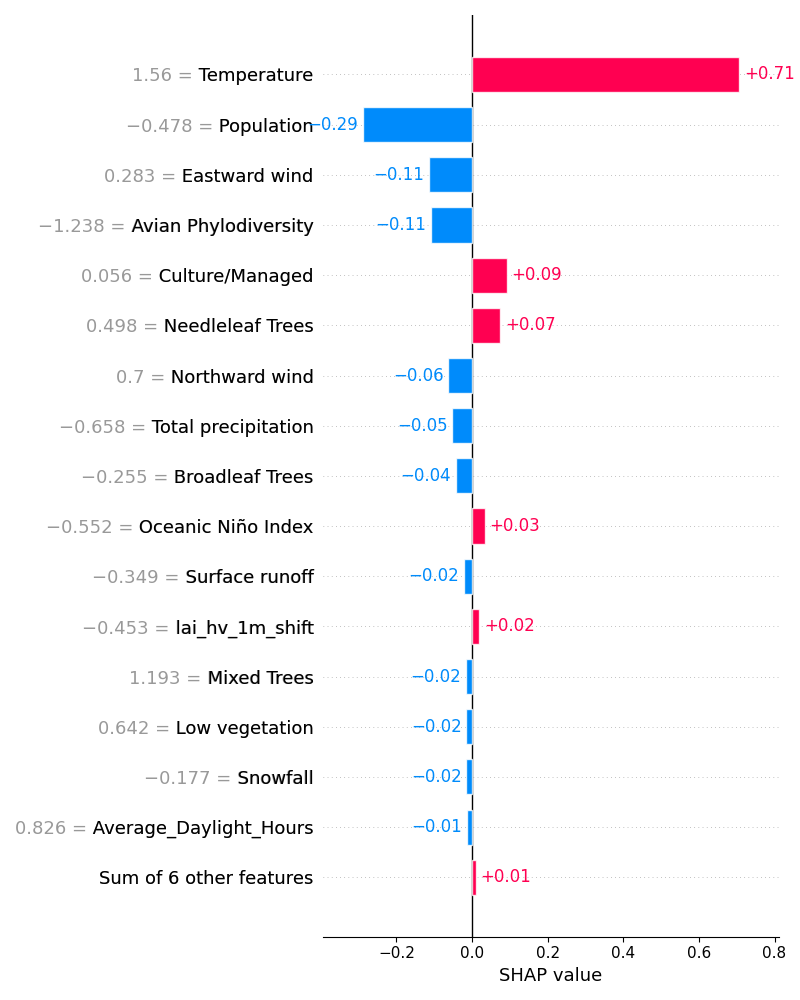 1.56 = Temperature +0.71
−0.478 = Population −0.29
0.283 = Eastward wind −0.11
−1.238 = Avian Phylodiversity −0.11
0.056 = Culture/Managed +0.09
0.498 = Needleleaf Trees +0.07
0.7 = Northward wind −0.06
−0.658 = Total precipitation −0.05
−0.255 = Broadleaf Trees −0.04
−0.552 = Oceanic Niño Index +0.03
−0.349 = Surface runoff −0.02
−0.453 = lai_hv_1m_shift +0.02
1.193 = Mixed Trees −0.02
0.642 = Low vegetation −0.02
−0.177 = Snowfall −0.02
0.826 = Average_Daylight_Hours −0.01
Sum of 6 other features +0.01
−0.2 0.0 0.2 0.4 0.6 0.8
SHAP value